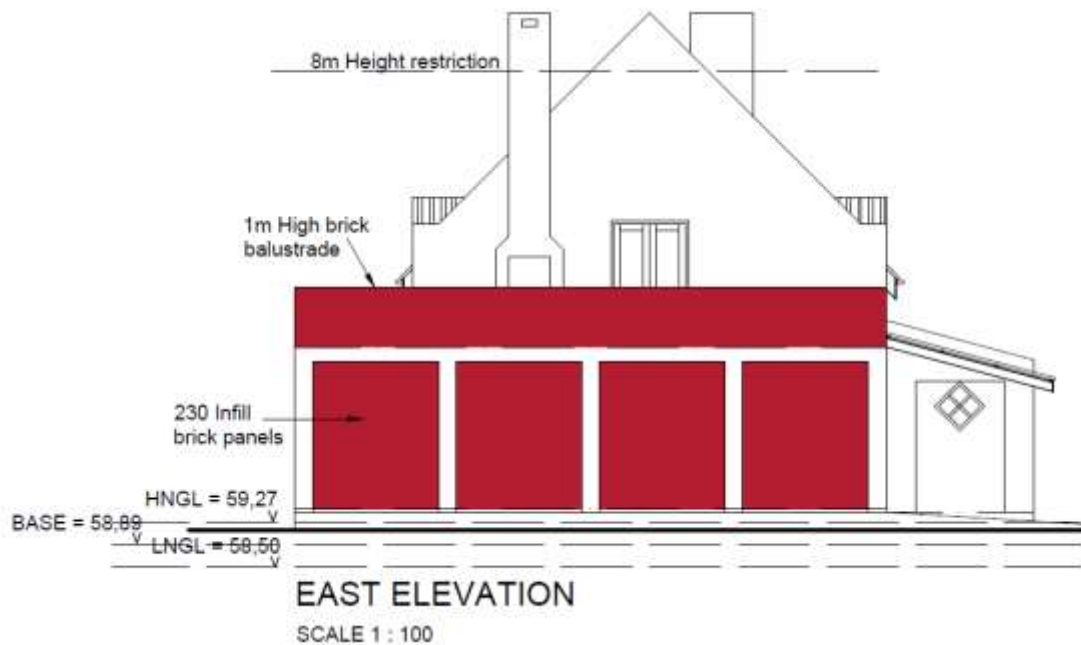 8m Height restriction
1m High brick
balustrade
230 Infill
brick panels
HNGL = 59,27
BASE = 58,89
LNGL = 58,50
EAST ELEVATION
SCALE 1 : 100